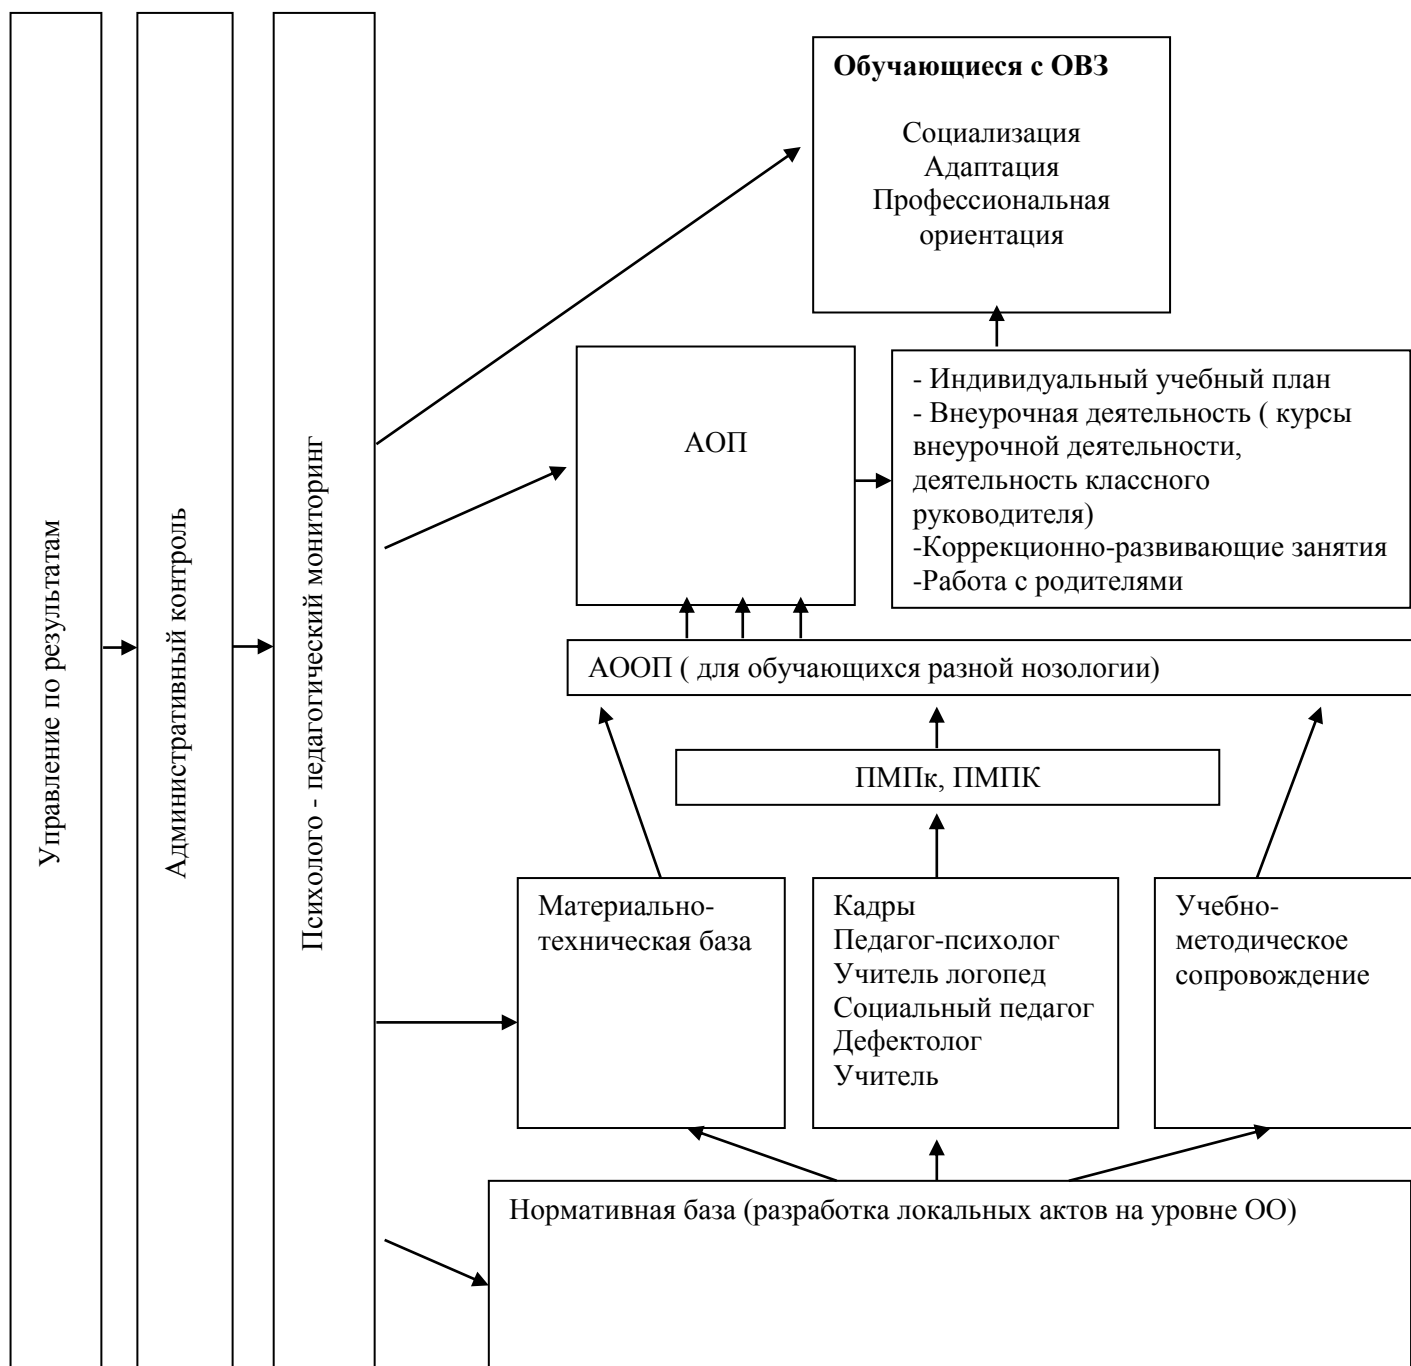 Управление по результатам
Административный контроль
Психолого - педагогический мониторинг
Обучающиеся с ОВЗ
Социализация
Адаптация
Профессиональная
ориентация
АОП
- Индивидуальный учебный план
- Внеурочная деятельность ( курсы
внеурочной деятельности,
деятельность классного
руководителя)
-Коррекционно-развивающие занятия
-Работа с родителями
АООП ( для обучающихся разной нозологии)
ПМПк, ПМПК
Материально-
техническая база
Кадры
Педагог-психолог
Учитель логопед
Социальный педагог
Дефектолог
Учитель
Учебно-
методическое
сопровождение
Нормативная база (разработка локальных актов на уровне ОО)